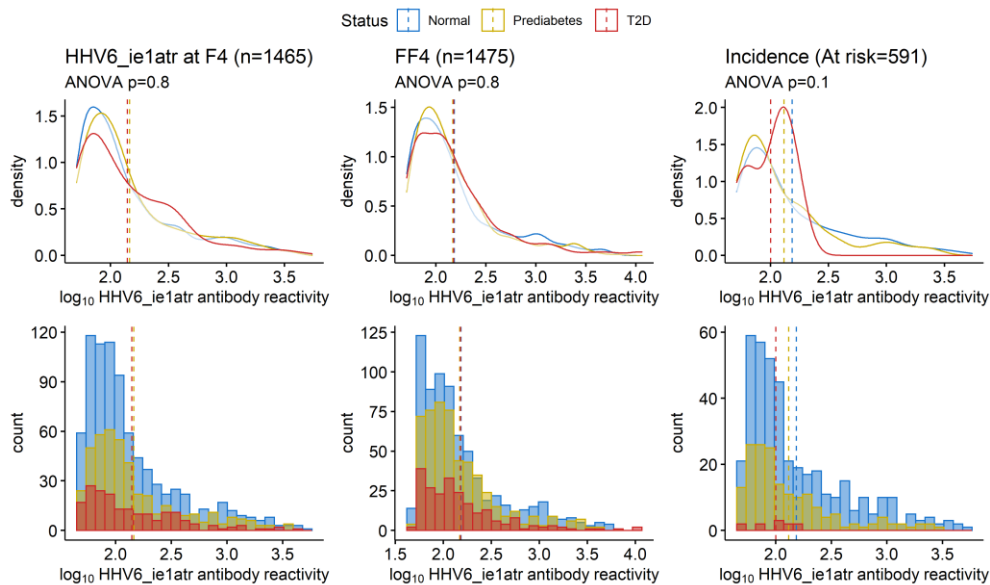 Status Normal Prediabetes T2D
HHV6_ie1atr at F4 (n=1465)
ANOVA p=0.8
density
1.5
1.0
0.5
0.0
2.0 2.5 3.0 3.5
log10 HHV6_ie1atr antibody reactivity
FF4 (n=1475)
ANOVA p=0.8
density
1.5
1.0
0.5
0.0
2.0 2.5 3.0 3.5 4.0
log10 HHV6_ie1atr antibody reactivity
Incidence (At risk=591)
ANOVA p=0.1
density
2.0
1.5
1.0
0.5
0.0
2.0 2.5 3.0 3.5
log10 HHV6_ie1atr antibody reactivity
count
120
90
60
30
0
2.0 2.5 3.0 3.5
log10 HHV6_ie1atr antibody reactivity
count
125
100
75
50
25
0
1.5 2.0 2.5 3.0 3.5 4.0
log10 HHV6_ie1atr antibody reactivity
count
60
40
20
0
2.0 2.5 3.0 3.5
log10 HHV6_ie1atr antibody reactivity